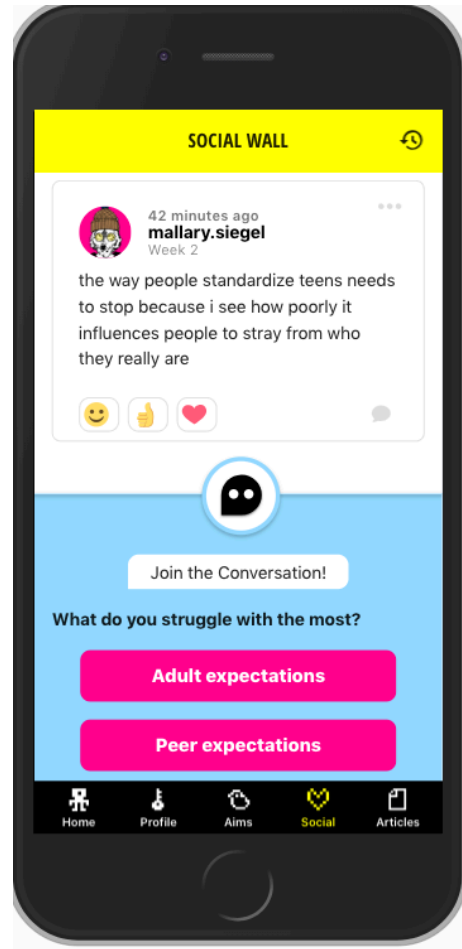 SOCIAL WALL
42 minutes ago
mallary.siegel
Week 2
the way people standardize teens needs
to stop because i see how poorly it
influences people to stray from who
they really are
Join the Conversation!
What do you struggle with the most?
Adult expectations
Peer expectations
Home Profile Aims Social Articles